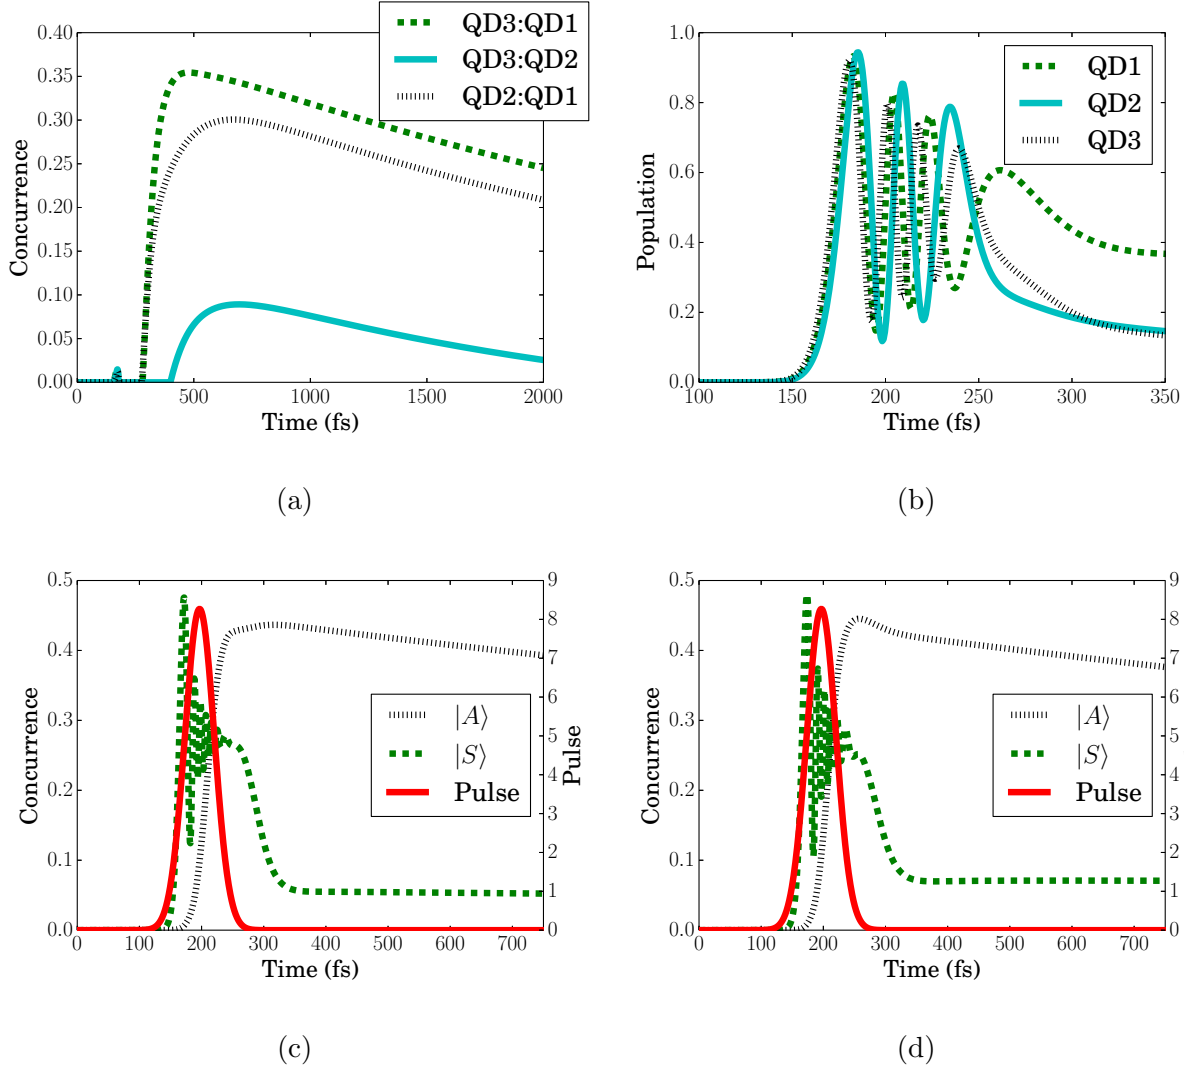 QD3:QD1
QD3:QD2
QD2:QD1
0.40
0.35
0.30
0.25
0.20
0.15
0.10
0.05
0.00
Concurrence
0 500 1000 1500 2000
Time (fs)
(a)
QD1
QD2
QD3
1.0
0.8
0.6
0.4
0.2
0.0
Population
100 150 200 250 300 350
Time (fs)
(b)
0.5
0.4
0.3
0.2
0.1
0.0
Concurrence
|A⟩
|S⟩
Pulse
9
8
7
6
5
4
3
2
1
0
Pulse
0 100 200 300 400 500 600 700
Time (fs)
(c)
0.5
0.4
0.3
0.2
0.1
0.0
Concurrence
|A⟩
|S⟩
Pulse
9
8
7
6
5
4
3
2
1
0
0 100 200 300 400 500 600 700
Time (fs)
(d)